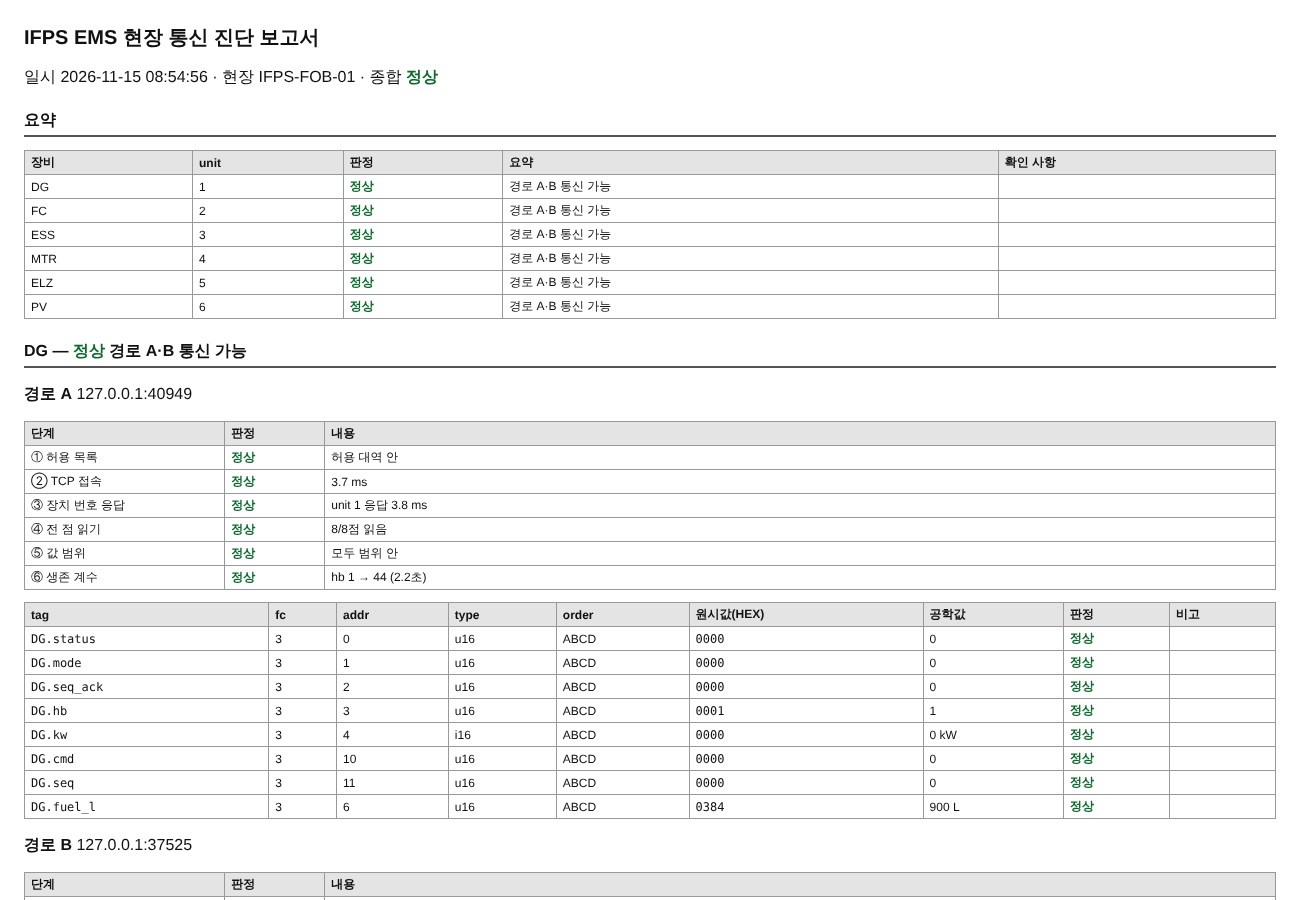 IFPS EMS 현장 통신 진단 보고서
일시 2026-11-15 08:54:56 · 현장 IFPS-FOB-01 · 종합 정상
요약
장비 unit 판정 요약 확인 사항
DG 1 정상 경로 A·B 통신 가능
FC 2 정상 경로 A·B 통신 가능
ESS 3 정상 경로 A·B 통신 가능
MTR 4 정상 경로 A·B 통신 가능
ELZ 5 정상 경로 A·B 통신 가능
PV 6 정상 경로 A·B 통신 가능
DG — 정상 경로 A·B 통신 가능
경로 A 127.0.0.1:40949
단계 판정 내용
① 허용 목록 정상 허용 대역 안
② TCP 접속 정상 3.7 ms
③ 장치 번호 응답 정상 unit 1 응답 3.8 ms
④ 전 점 읽기 정상 8/8점 읽음
⑤ 값 범위 정상 모두 범위 안
⑥ 생존 계수 정상 hb 1 → 44 (2.2초)
tag fc addr type order 원시값(HEX) 공학값 판정 비고
DG.status 3 0 u16 ABCD 0000 0 정상
DG.mode 3 1 u16 ABCD 0000 0 정상
DG.seq_ack 3 2 u16 ABCD 0000 0 정상
DG.hb 3 3 u16 ABCD 0001 1 정상
DG.kw 3 4 i16 ABCD 0000 0 kW 정상
DG.cmd 3 10 u16 ABCD 0000 0 정상
DG.seq 3 11 u16 ABCD 0000 0 정상
DG.fuel_l 3 6 u16 ABCD 0384 900 L 정상
경로 B 127.0.0.1:37525
단계 판정 내용